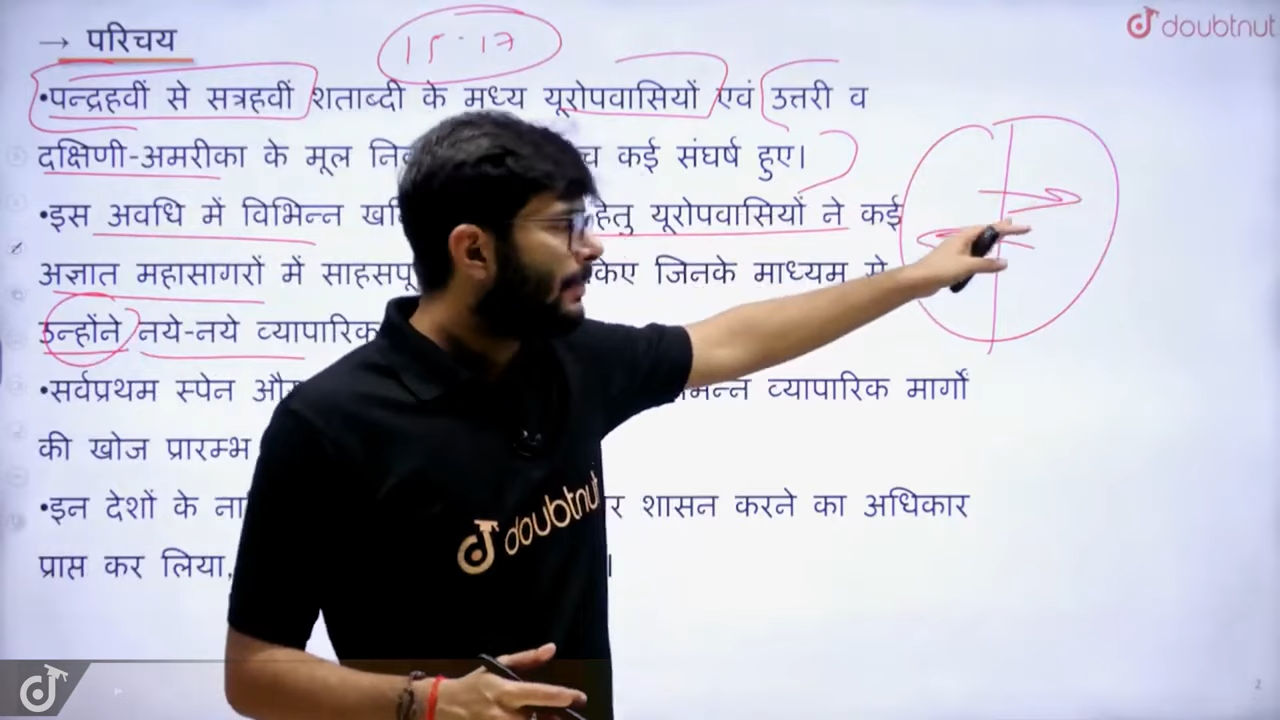 → परिचय
15-17
doubtnut
•पन्द्रहवीं से सत्रहवीं शताब्दी के मध्य यूरोपवासियों एवं उत्तरी व
दक्षिणी-अमरीका के मूल कई संघर्ष हुए।
•इस अवधि में विभिन्न हेतु यूरोपवासियों ने कई
अज्ञात महासागरों में किए जिनके माध्यम से
उन्होंने नये-नये व्यापारिक
•सर्वप्रथम स्पेन व्यापारिक मार्गों
की खोज प्रारम्भ
•इन देशों के शासन करने का अधिकार
प्राप्त कर लिया,
doubtnut
2